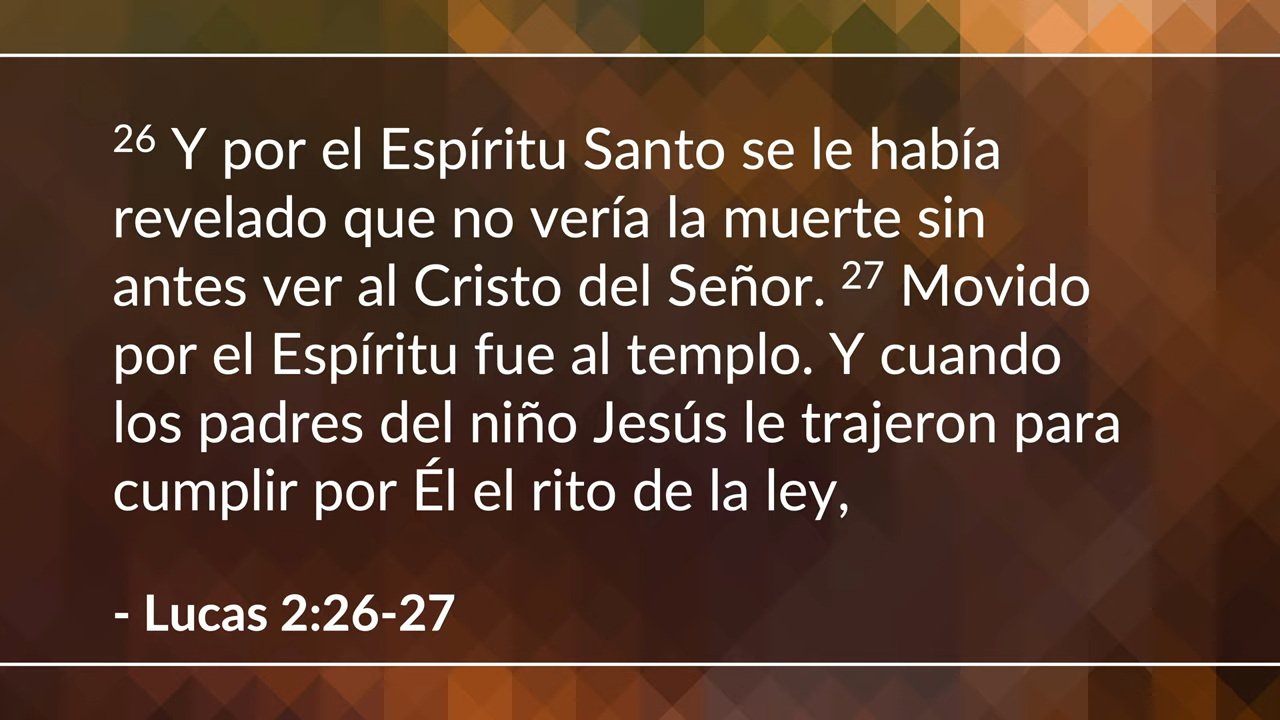 26 Y por el Espíritu Santo se le había
revelado que no vería la muerte sin
antes ver al Cristo del Señor. 27 Movido
por el Espíritu fue al templo. Y cuando
los padres del niño Jesús le trajeron para
cumplir por Él el rito de la ley,
- Lucas 2:26-27